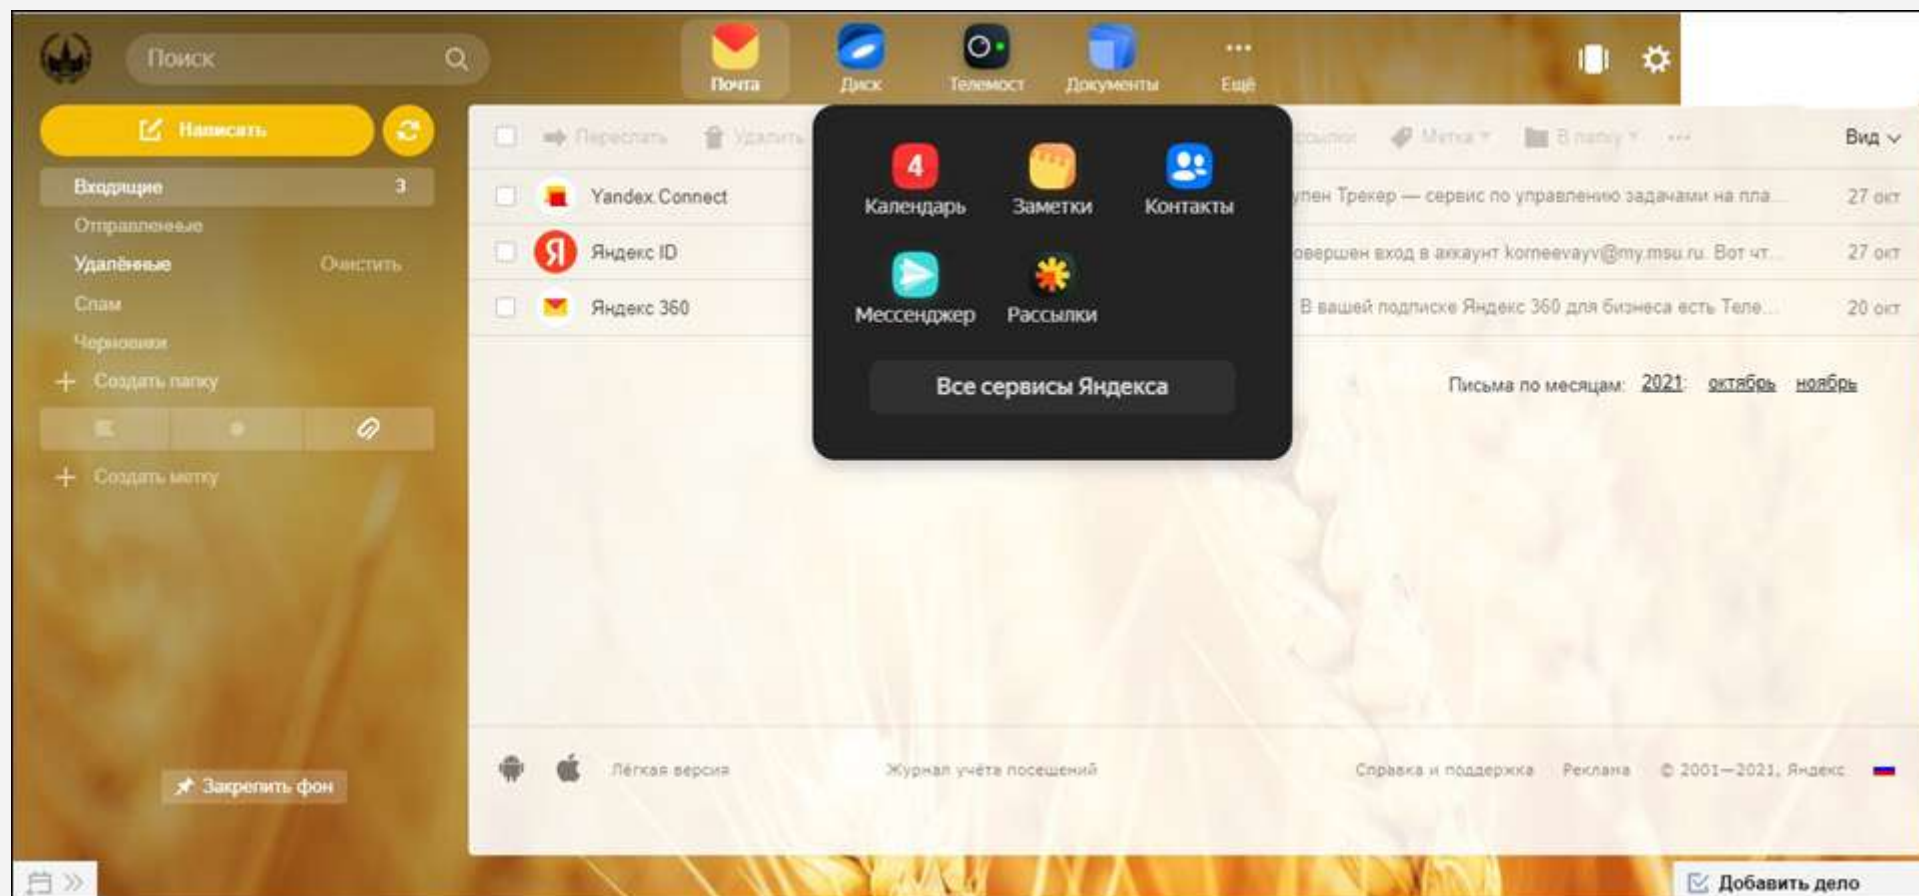 Поиск
Почта
Диск
Телемост
Документы
Ещё
Написать
Переслать
Удалить
Метка
В папку
Вид
Входящие 3
Отправленные
Удалённые Очистить
Спам
Черновики
Создать папку
Создать метку
Yandex.Connect
Трекер — сервис по управлению задачами на пла... 27 окт
Яндекс ID
вход в аккаунт korneevayv@my.msu.ru. Вот чт... 27 окт
Яндекс 360
В вашей подписке Яндекс 360 для бизнеса есть Теле... 20 окт
4
Календарь
Заметки
Контакты
Мессенджер
Рассылки
Все сервисы Яндекса
Письма по месяцам: 2021: октябрь ноябрь
Закрепить фон
Лёгкая версия
Журнал учёта посещений
Справка и поддержка
Реклама
© 2001—2021, Яндекс
Добавить дело